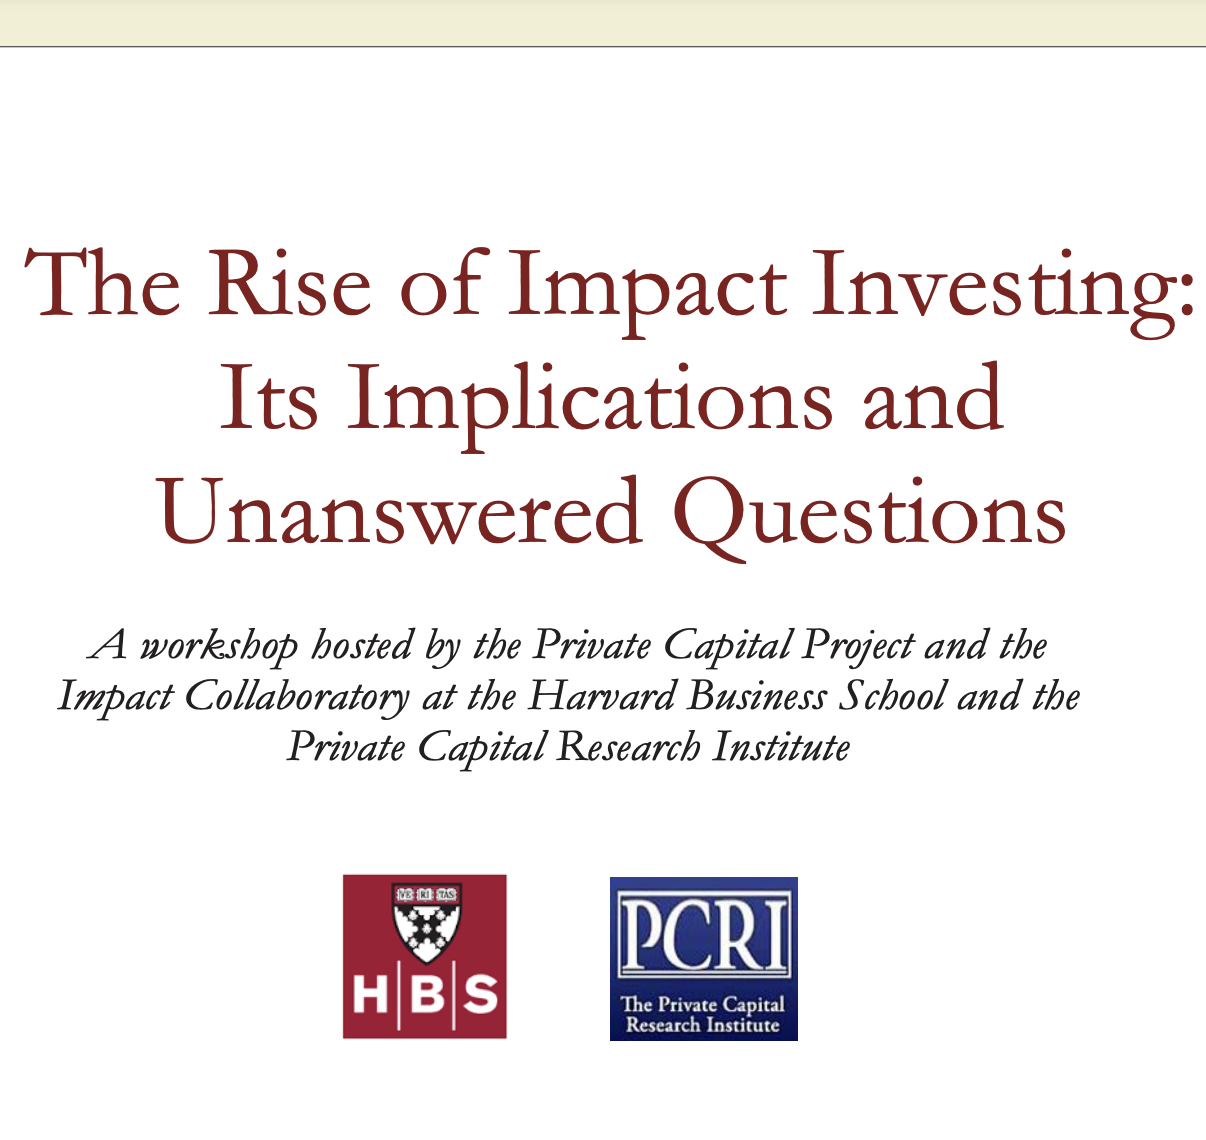 The Rise of Impact Investing:
Its Implications and
Unanswered Questions
A workshop hosted by the Private Capital Project and the
Impact Collaboratory at the Harvard Business School and the
Private Capital Research Institute
VE RI TAS
H|B|S
PCRI
The Private Capital
Research Institute